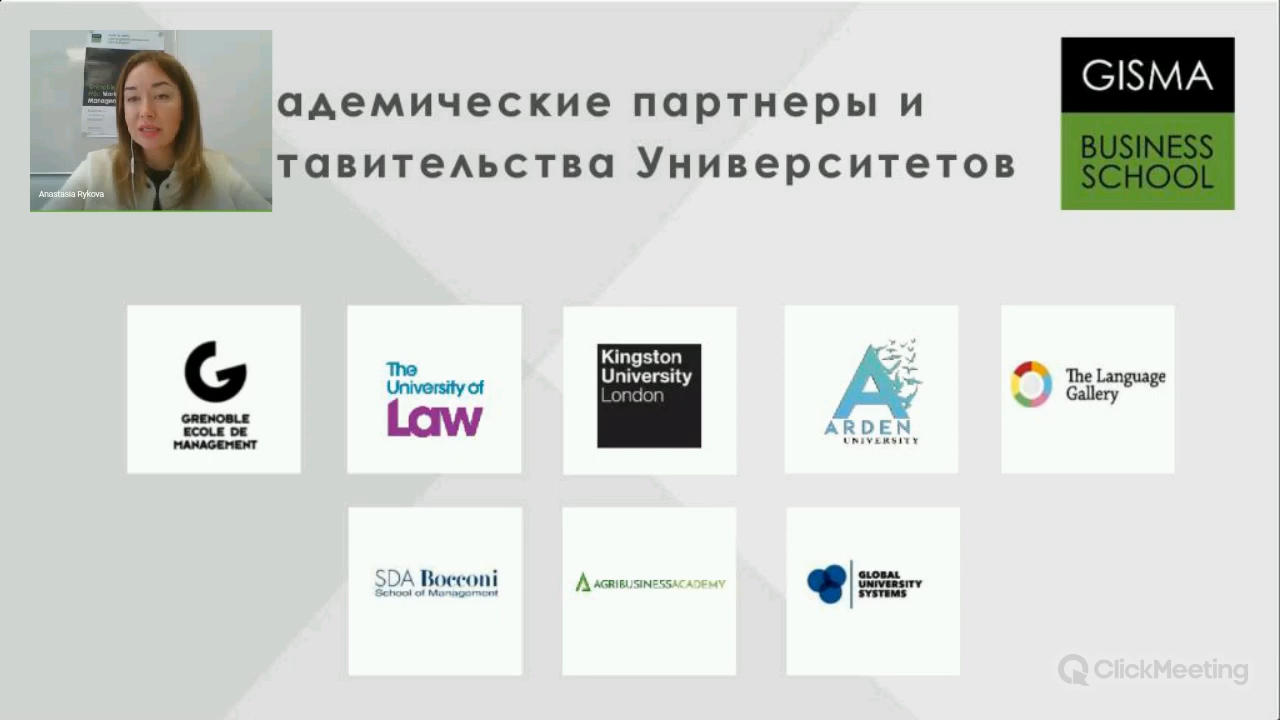 адемические партнеры и
тавительства Университетов
GISMA
BUSINESS
SCHOOL
Anastasia Rykova
GRENOBLE
ECOLE DE
MANAGEMENT
The
University of
Law
Kingston
University
London
ARDEN
UNIVERSITY
The Language
Gallery
SDA Bocconi
School of Management
AGRIBUSINESSACADEMY
GLOBAL
UNIVERSITY
SYSTEMS
ClickMeeting